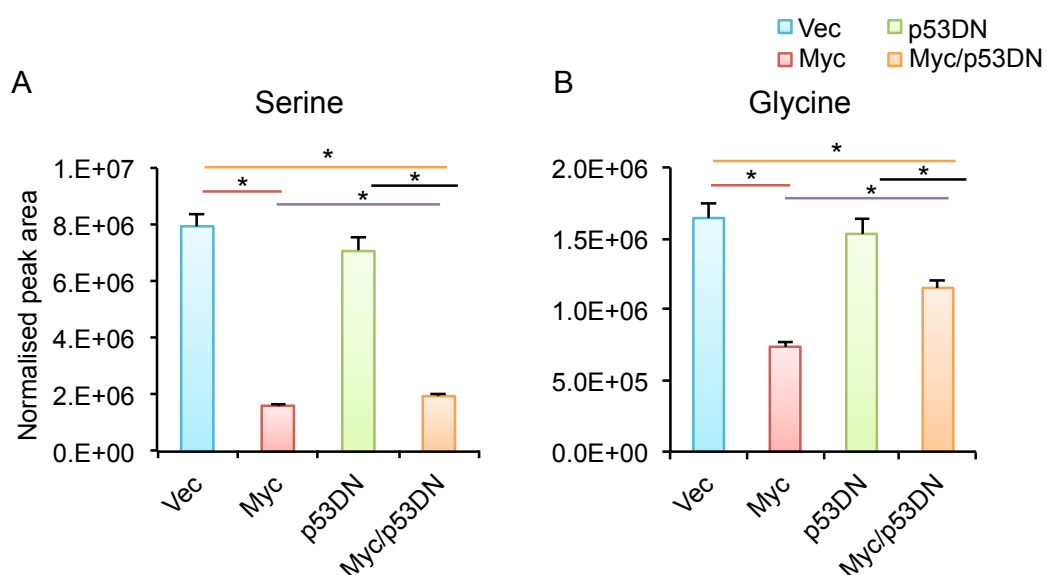 Vec
p53DN
Myc
Myc/p53DN
A
Serine
*
*
*
*
Normalised peak area
1.E+07
8.E+06
6.E+06
4.E+06
2.E+06
0.E+00
Vec
Myc
p53DN
Myc/p53DN
B
Glycine
*
*
*
*
2.0E+06
1.5E+06
1.0E+06
5.0E+05
0.0E+00
Vec
Myc
p53DN
Myc/p53DN